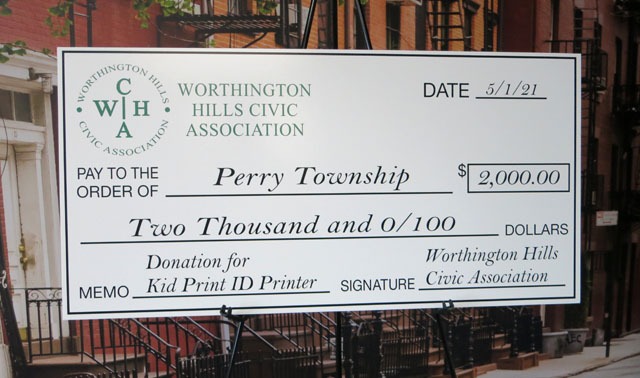 WORTHINGTON HILLS
C
W | H
A
CIVIC ASSOCIATION
WORTHINGTON
HILLS CIVIC
ASSOCIATION
DATE 5/1/21
PAY TO THE
ORDER OF Perry Township $ 2,000.00
Two Thousand and 0/100 DOLLARS
Donation for
MEMO Kid Print ID Printer
Worthington Hills
SIGNATURE Civic Association